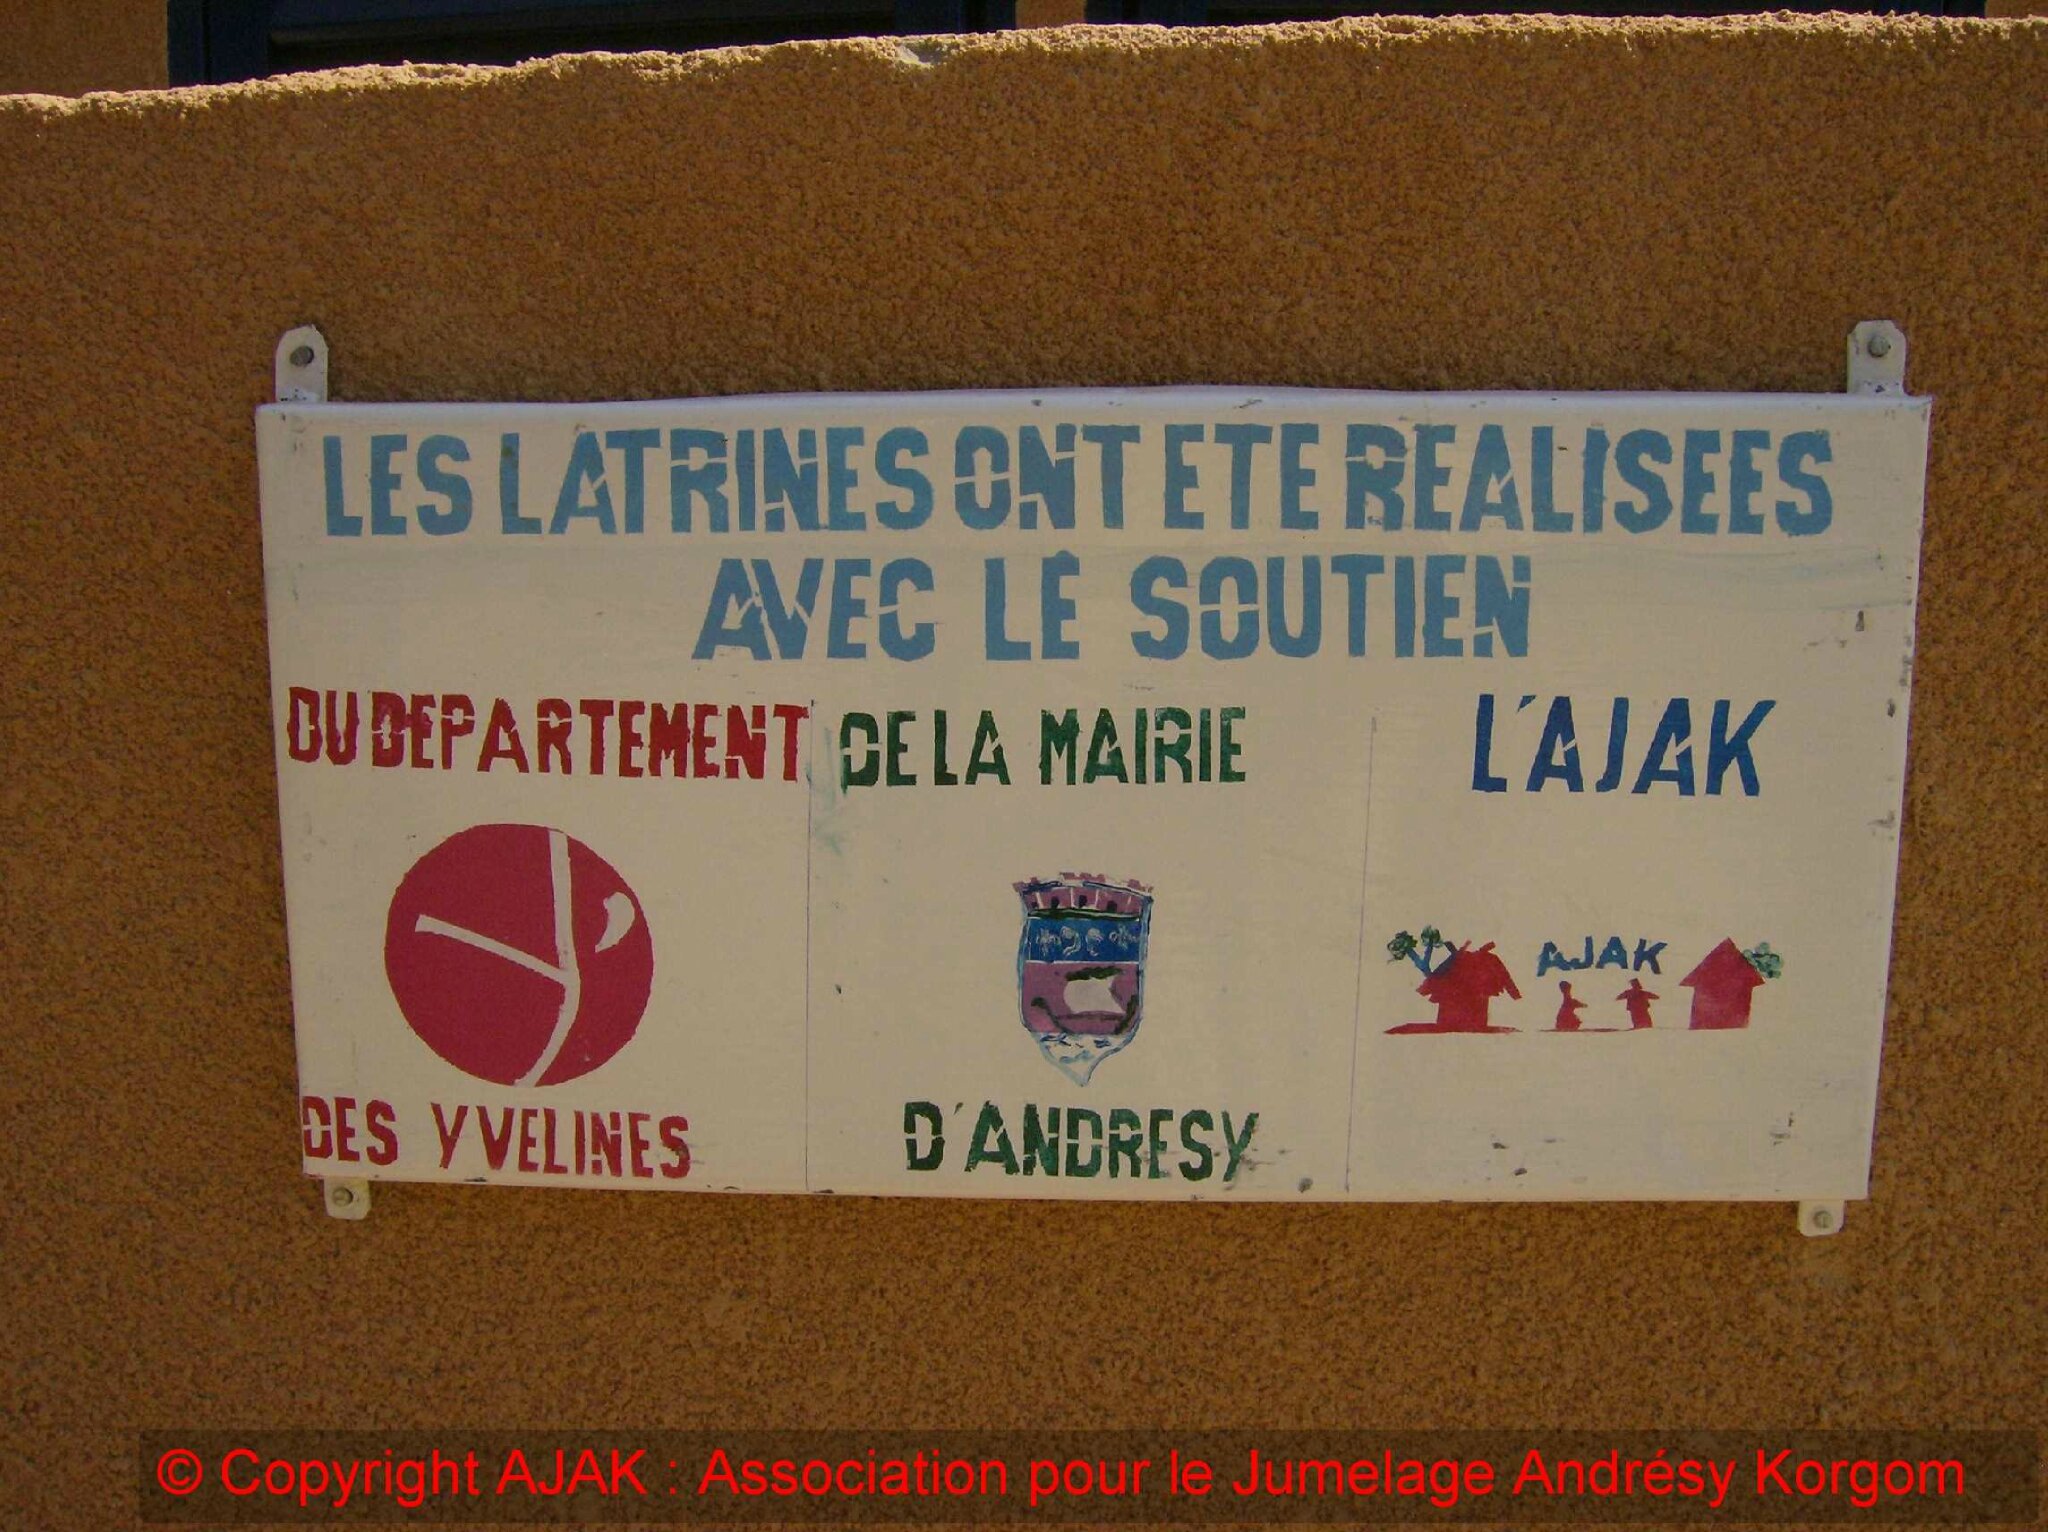 LES LATRINES ONT ETE REALISEES
AVEC LE SOUTIEN
DU DEPARTEMENT
DES YVELINES
DE LA MAIRIE
D'ANDRESY
L'AJAK
AJAK
© Copyright AJAK : Association pour le Jumelage Andrésy Korgom